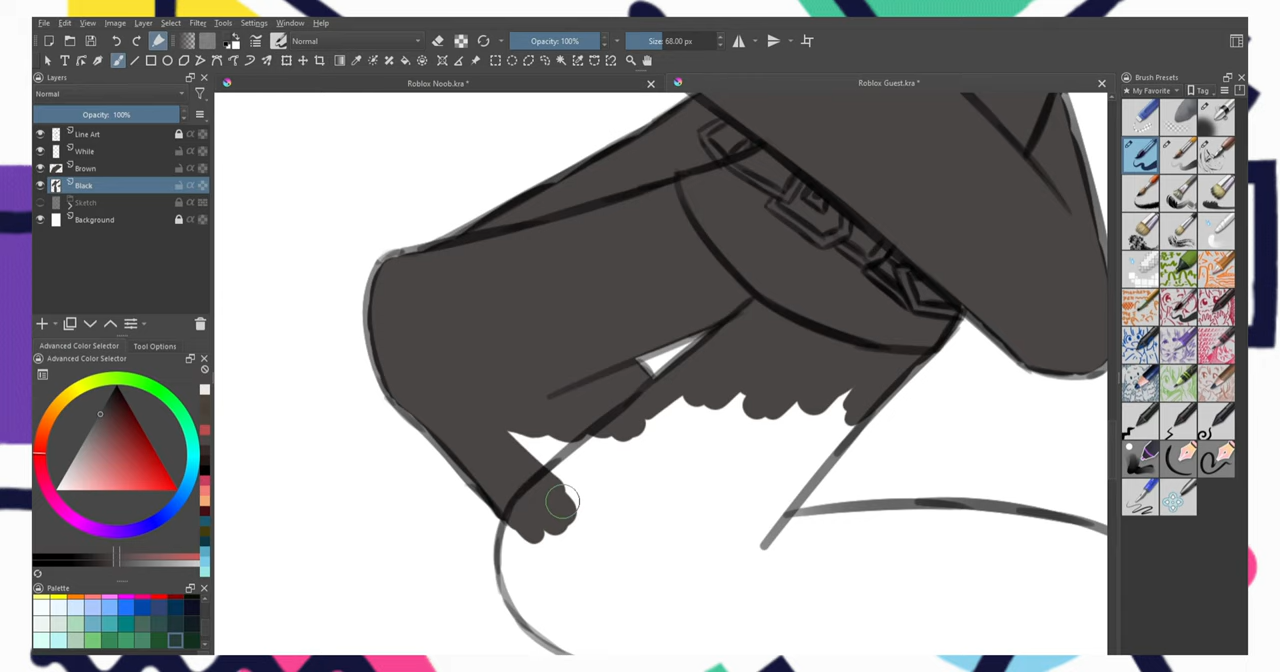 File Edit View Image Layer Select Filter Tools Settings Window Help
Normal Opacity: 100% Size: 68.00 px
Layers
Normal
Opacity: 100%
Line Art
While
Brown
Black
Sketch
Background
Roblox Noob.kra *
Roblox Guest.kra *
Brush Presets
My Favorite Tag
Advanced Color Selector Tool Options
Advanced Color Selector
Palette